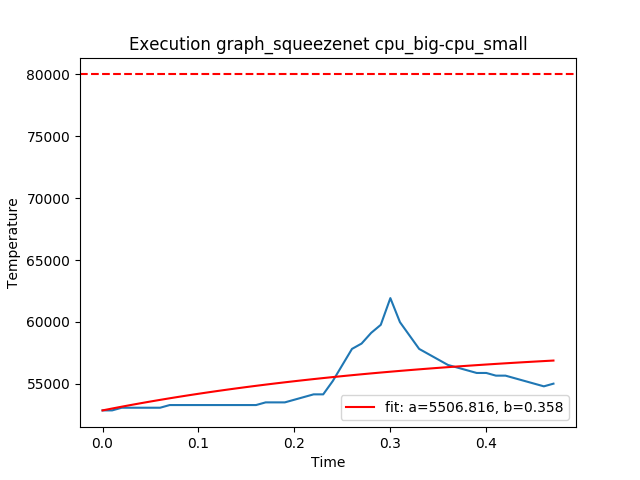 Execution graph_squeezenet cpu_big-cpu_small
80000
75000
70000
65000
60000
55000
Temperature
fit: a=5506.816, b=0.358
0.0 0.1 0.2 0.3 0.4
Time